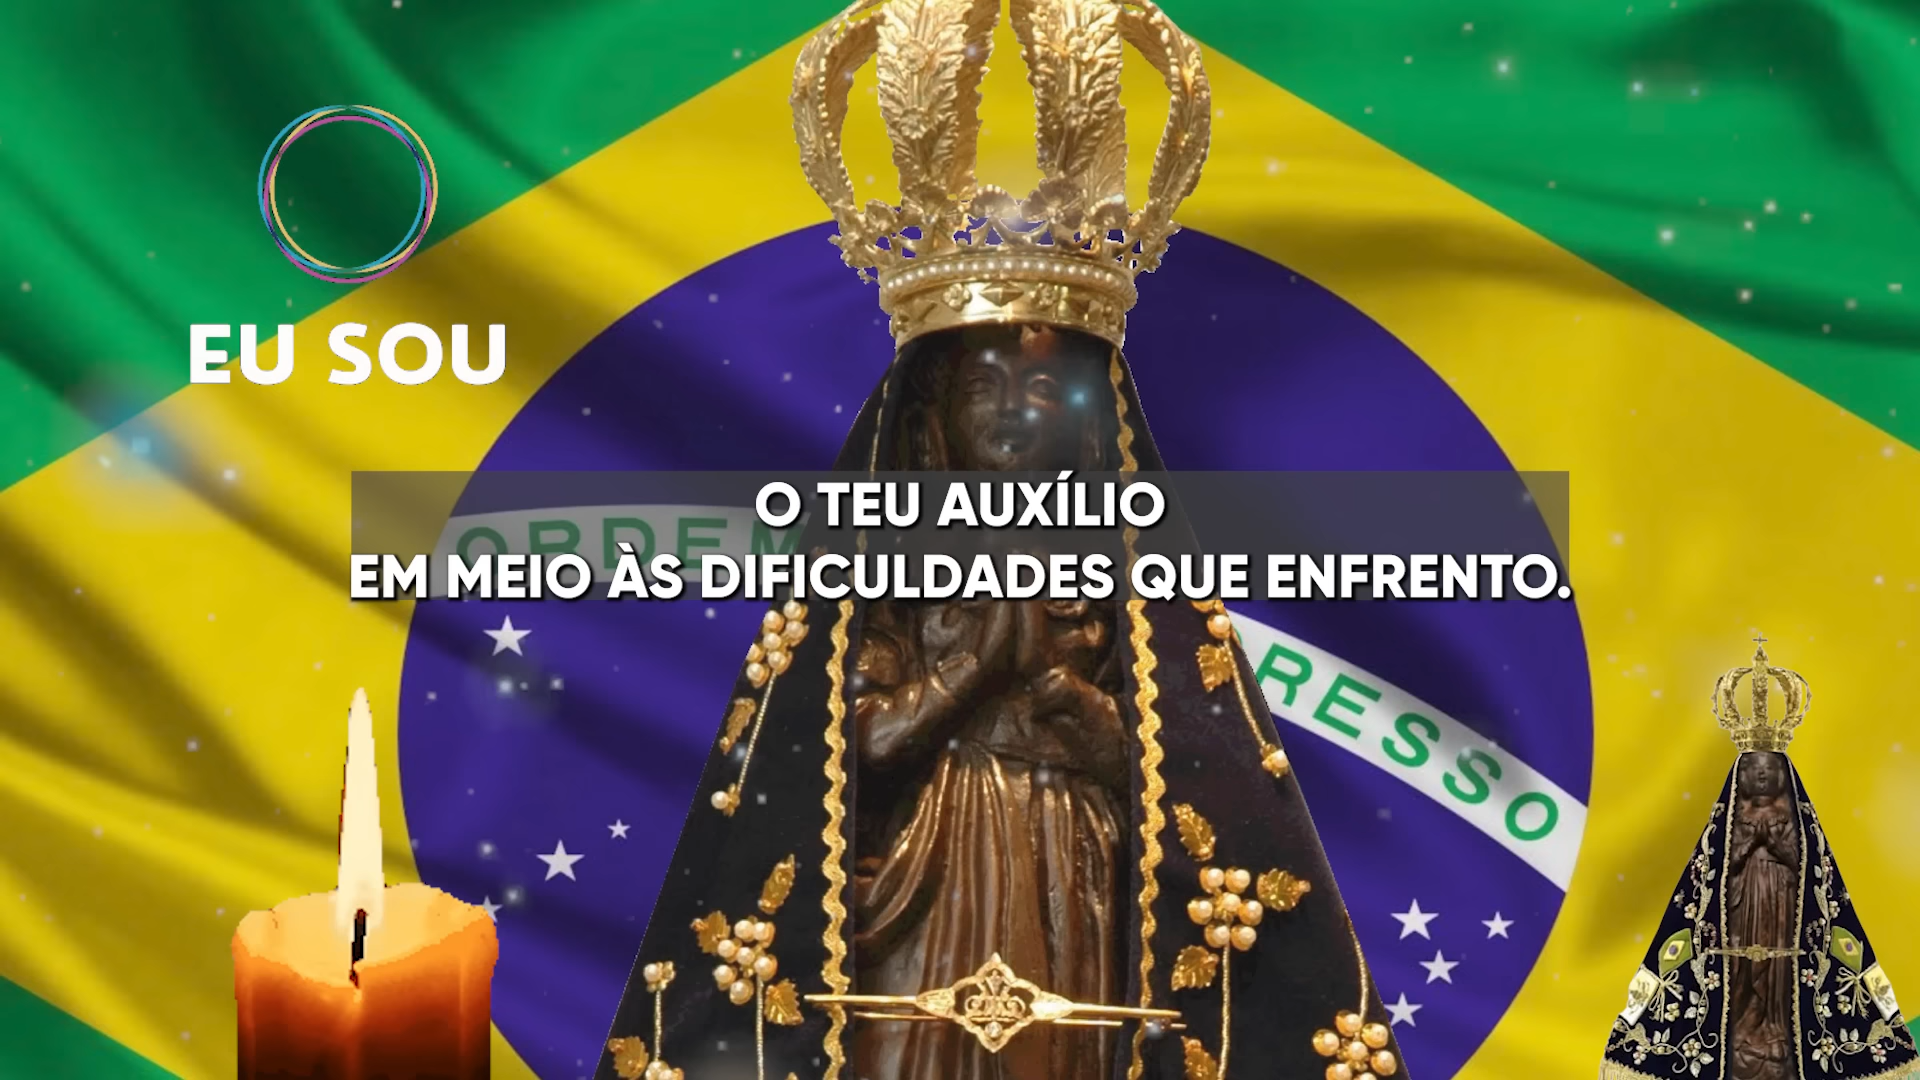 EU SOU
O TEU AUXÍLIO
EM MEIO ÀS DIFICULDADES QUE ENFRENTO.
ORDEM
RESSO